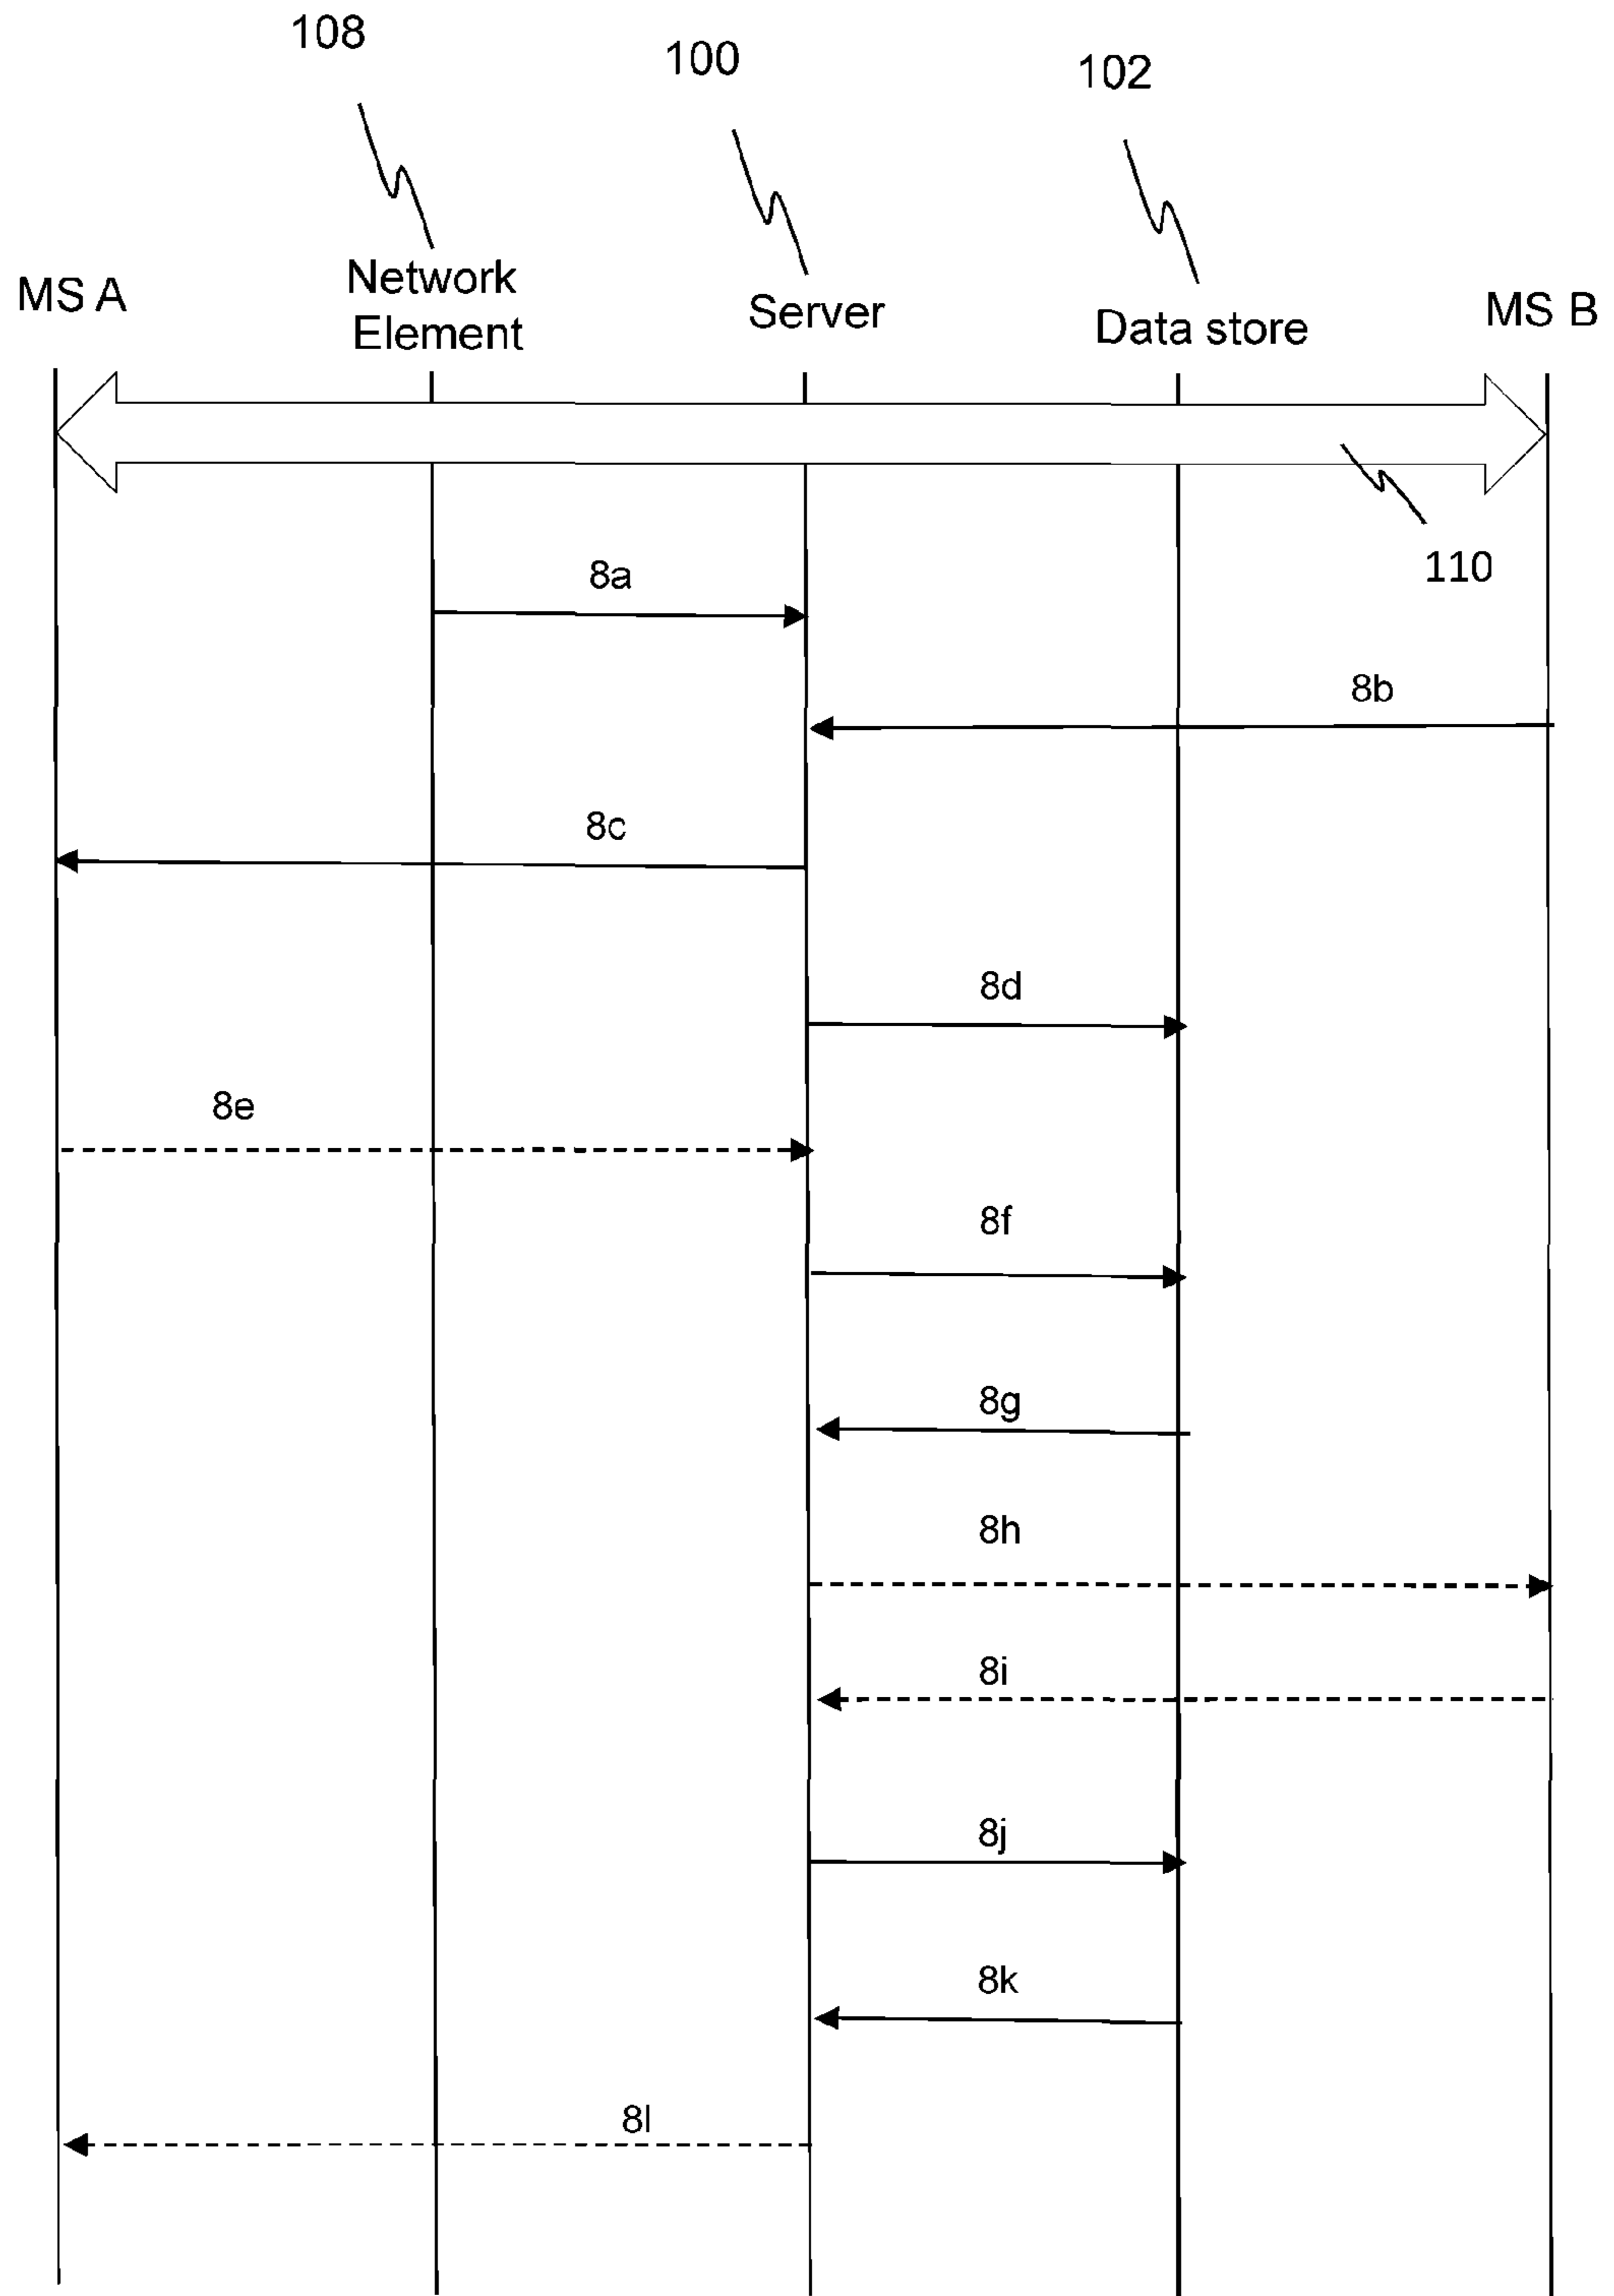 108
100
102
MS A
Network
Element
Server
Data store
MS B
110
8a
8b
8c
8d
8e
8f
8g
8h
8i
8j
8k
8l